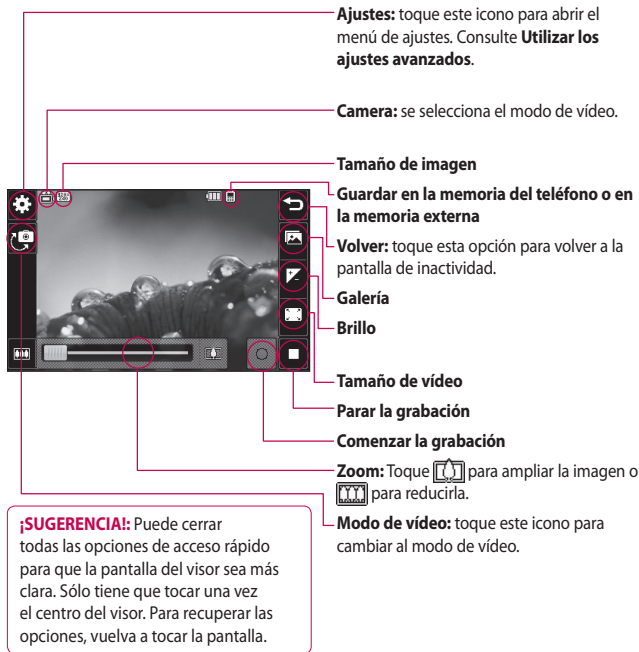 Ajustes: toque este icono para abrir el
menú de ajustes. Consulte Utilizar los
ajustes avanzados.
Camera: se selecciona el modo de vídeo.
Tamaño de imagen
Guardar en la memoria del teléfono o en
la memoria externa
Volver: toque esta opción para volver a la
pantalla de inactividad.
Galería
Brillo
Tamaño de vídeo
Parar la grabación
Comenzar la grabación
Zoom: Toque para ampliar la imagen o
para reducirla.
Modo de vídeo: toque este icono para
cambiar al modo de vídeo.
¡SUGERENCIA!: Puede cerrar
todas las opciones de acceso rápido
para que la pantalla del visor sea más
clara. Sólo tiene que tocar una vez
el centro del visor. Para recuperar las
opciones, vuelva a tocar la pantalla.